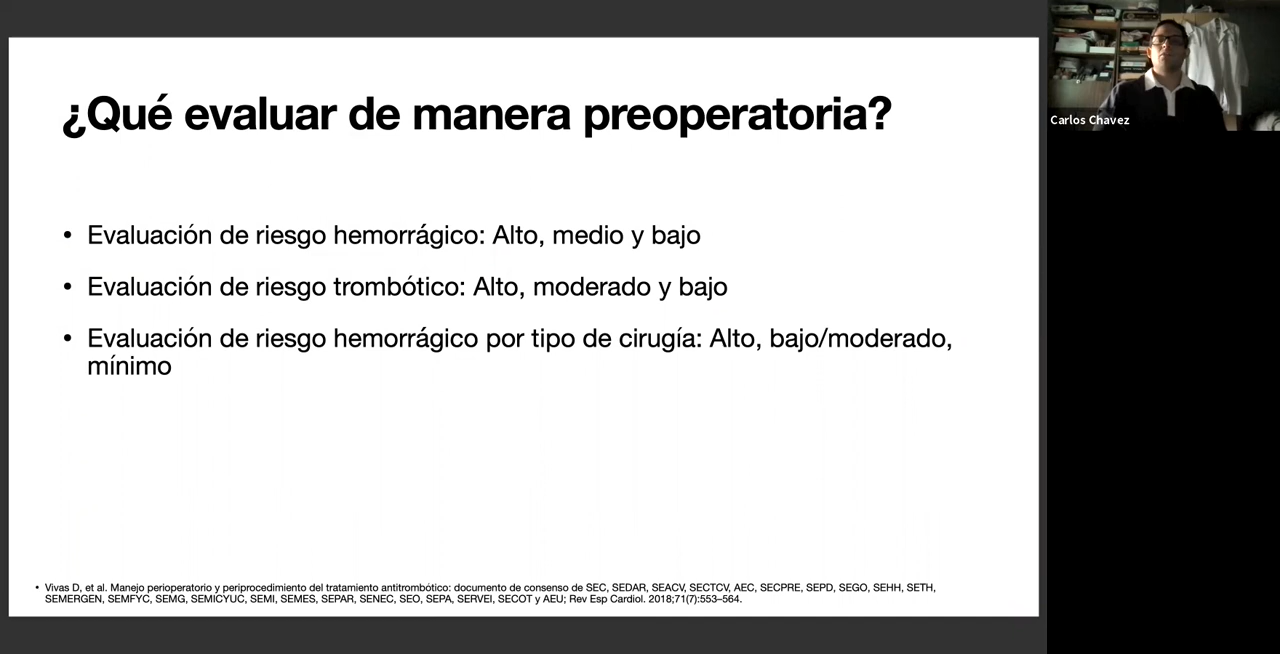 ¿Qué evaluar de manera preoperatoria?
• Evaluación de riesgo hemorrágico: Alto, medio y bajo
• Evaluación de riesgo trombótico: Alto, moderado y bajo
• Evaluación de riesgo hemorrágico por tipo de cirugía: Alto, bajo/moderado,
mínimo
• Vivas D, et al. Manejo perioperatorio y periprocedimiento del tratamiento antitrombótico: documento de consenso de SEC, SEDAR, SEACV, SECTCV, AEC, SECPRE, SEPD, SEGO, SEHH, SETH,
SEMERGEN, SEMFYC, SEMG, SEMICYUC, SEMI, SEMES, SEPAR, SENEC, SEO, SEPA, SERVEI, SECOT y AEU; Rev Esp Cardiol. 2018;71(7):553–564.
Carlos Chavez